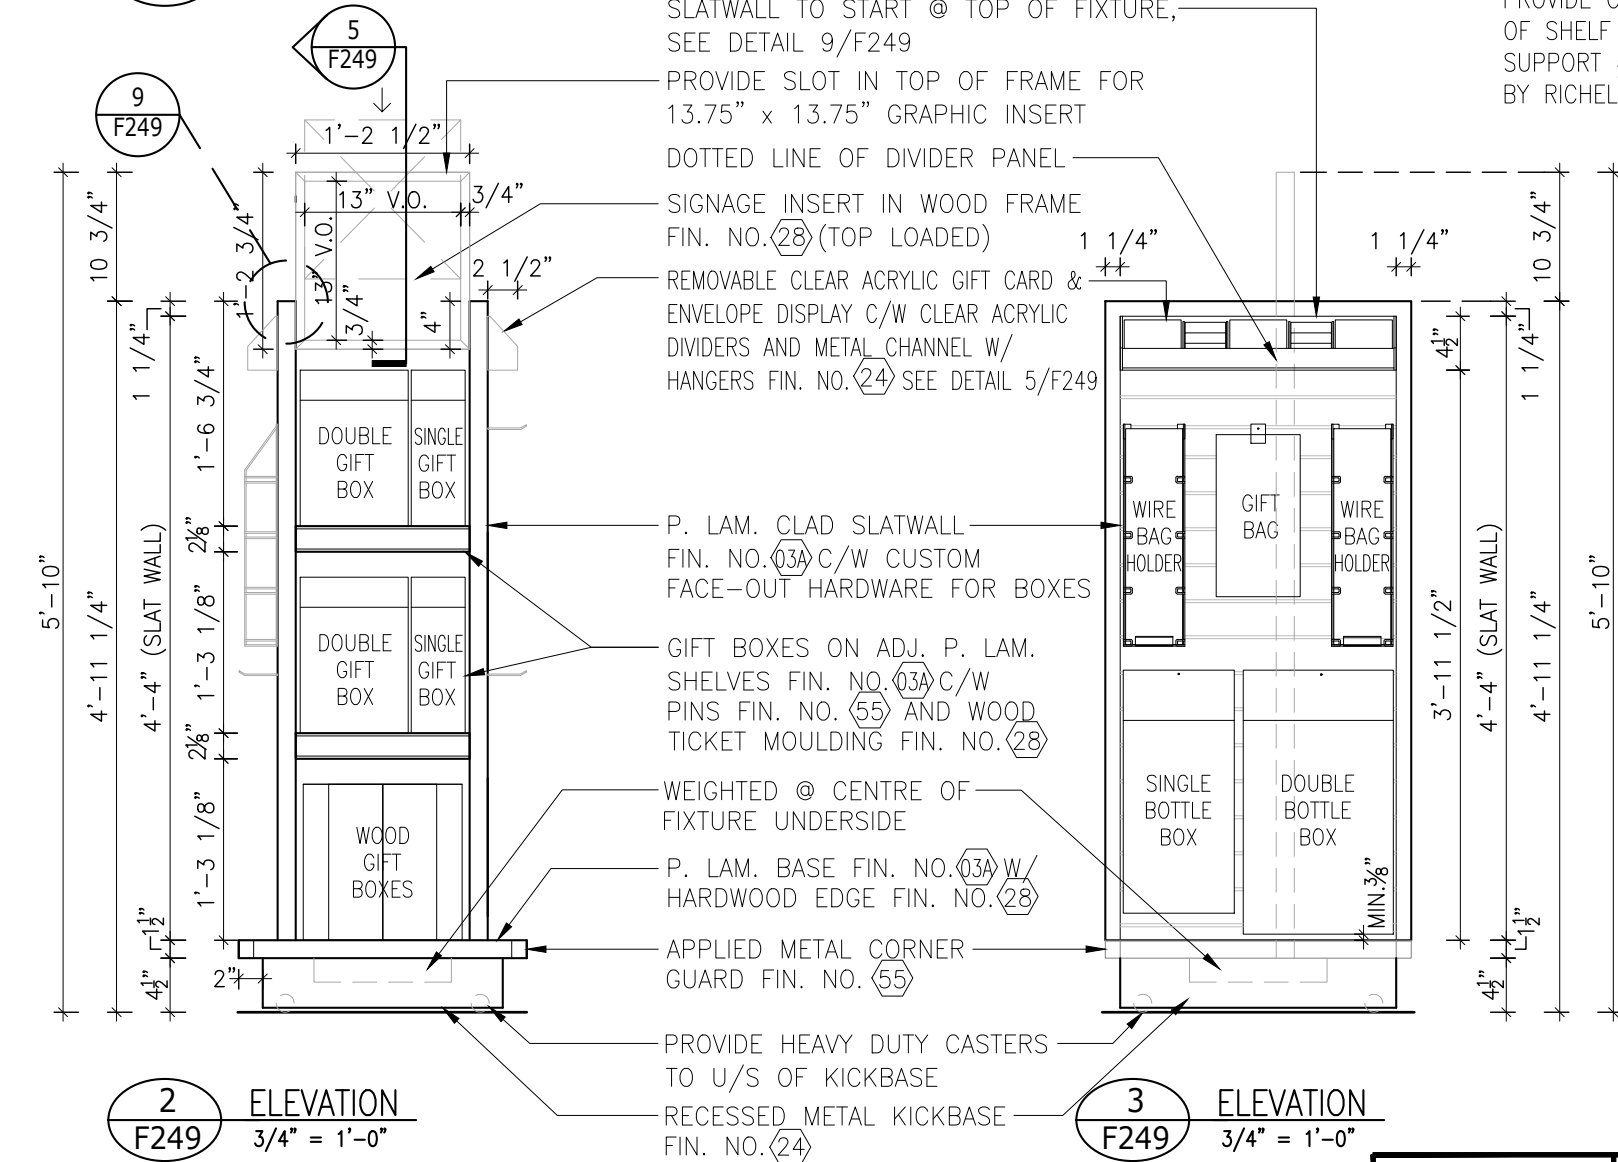 5
F249
9
F249
SLATWALL TO START @ TOP OF FIXTURE,
SEE DETAIL 9/F249
PROVIDE SLOT IN TOP OF FRAME FOR
13.75" x 13.75" GRAPHIC INSERT
DOTTED LINE OF DIVIDER PANEL
SIGNAGE INSERT IN WOOD FRAME
FIN. NO. 28 (TOP LOADED)
REMOVABLE CLEAR ACRYLIC GIFT CARD &
ENVELOPE DISPLAY C/W CLEAR ACRYLIC
DIVIDERS AND METAL CHANNEL W/
HANGERS FIN. NO. 24 SEE DETAIL 5/F249
P. LAM. CLAD SLATWALL
FIN. NO. 03A C/W CUSTOM
FACE-OUT HARDWARE FOR BOXES
GIFT BOXES ON ADJ. P. LAM.
SHELVES FIN. NO. 03A C/W
PINS FIN. NO. 55 AND WOOD
TICKET MOULDING FIN. NO. 28
WEIGHTED @ CENTRE OF
FIXTURE UNDERSIDE
P. LAM. BASE FIN. NO. 03A W/
HARDWOOD EDGE FIN. NO. 28
APPLIED METAL CORNER
GUARD FIN. NO. 55
PROVIDE HEAVY DUTY CASTERS
TO U/S OF KICKBASE
RECESSED METAL KICKBASE
FIN. NO. 24
OF SHELF
SUPPORT
BY RICHEL
1'-2 1/2"
13" V.O.
3/4"
13" V.O.
1'-2 3/4"
3/4"
4"
2 1/2"
10 3/4"
1 1/4"
1'-6 3/4"
2 1/8"
1'-3 1/8"
2 1/8"
1'-3 1/8"
4'-4" (SLAT WALL)
4'-11 1/4"
5'-10"
1 1/2"
4 1/2"
2"
DOUBLE
GIFT
BOX
SINGLE
GIFT
BOX
DOUBLE
GIFT
BOX
SINGLE
GIFT
BOX
WOOD
GIFT
BOXES
1 1/4"
1 1/4"
10 3/4"
4 1/2"
1 1/4"
3'-11 1/2"
4'-4" (SLAT WALL)
4'-11 1/4"
5'-10"
1 1/2"
4 1/2"
MIN. 3/8"
WIRE
BAG
HOLDER
GIFT
BAG
WIRE
BAG
HOLDER
SINGLE
BOTTLE
BOX
DOUBLE
BOTTLE
BOX
2
F249
ELEVATION
3/4" = 1'-0"
3
F249
ELEVATION
3/4" = 1'-0"